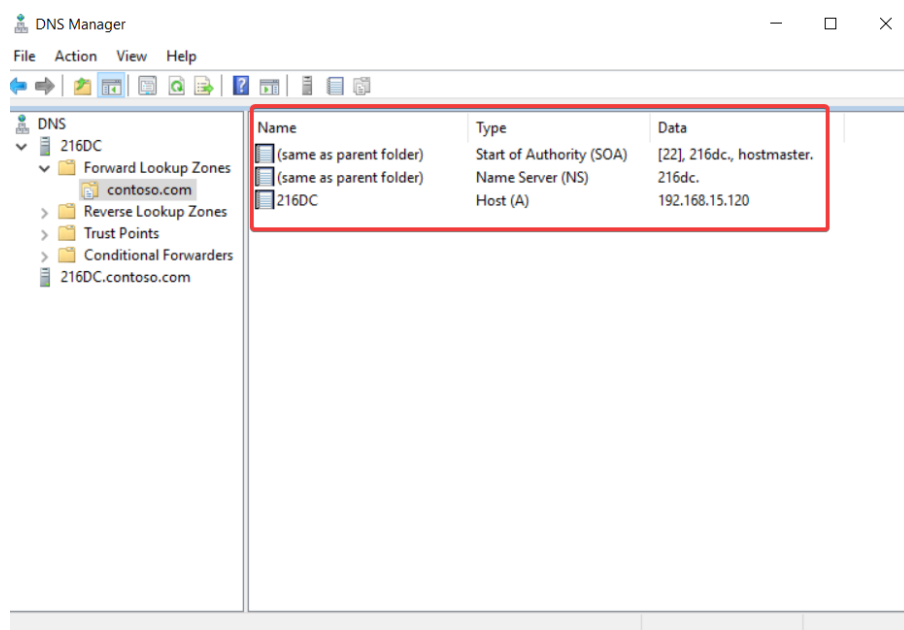 DNS Manager
File Action View Help
DNS
216DC
Forward Lookup Zones
contoso.com
Reverse Lookup Zones
Trust Points
Conditional Forwarders
216DC.contoso.com
Name Type Data
(same as parent folder) Start of Authority (SOA) [22], 216dc., hostmaster.
(same as parent folder) Name Server (NS) 216dc.
216DC Host (A) 192.168.15.120